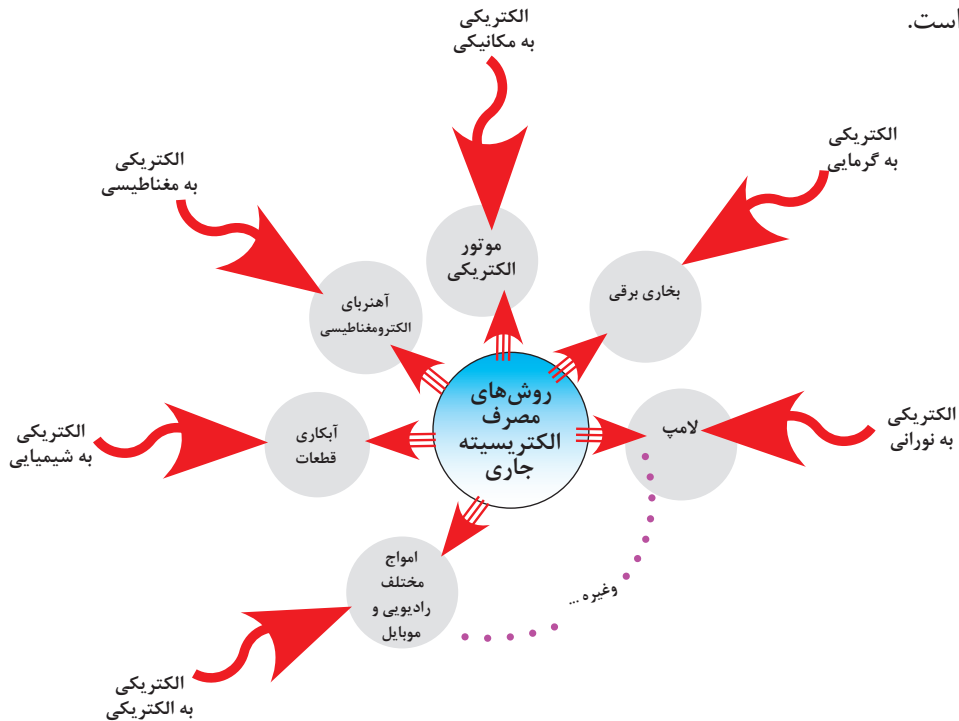 است.
الکتریکی
به مکانیکی
الکتریکی
به گرمایی
الکتریکی
به مغناطیسی
موتور
الکتریکی
بخاری برقی
آهنربای
الکترومغناطیسی
روش‌های
مصرف
الکتریسیته
جاری
لامپ
الکتریکی
به نورانی
آبکاری
قطعات
الکتریکی
به شیمیایی
امواج
مختلف
رادیویی و
موبایل
وغیره ...
الکتریکی
به الکتریکی